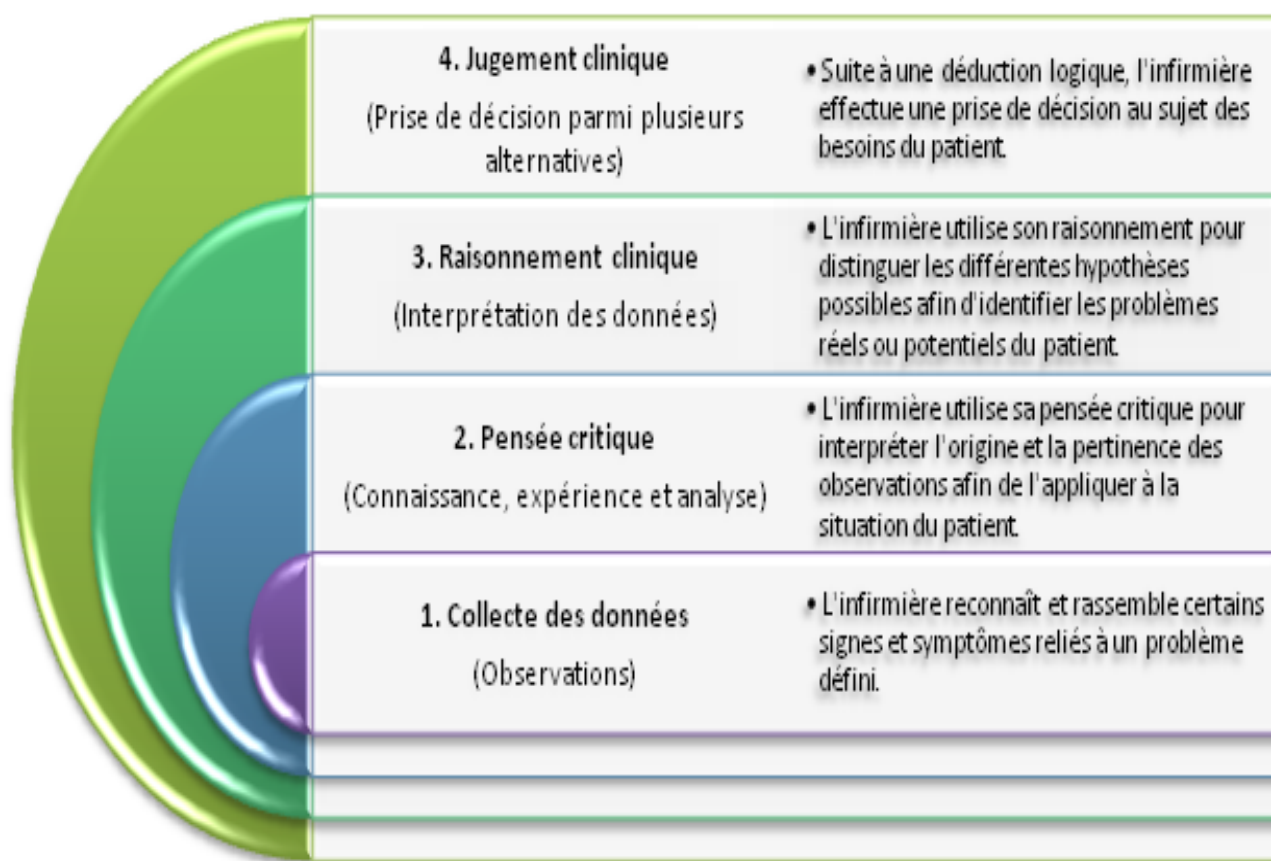 4. Jugement clinique
(Prise de décision parmi plusieurs
alternatives)
• Suite à une déduction logique, l'infirmière
effectue une prise de décision au sujet des
besoins du patient.
3. Raisonnement clinique
(Interprétation des données)
• L'infirmière utilise son raisonnement pour
distinguer les différentes hypothèses
possibles afin d'identifier les problèmes
réels ou potentiels du patient.
2. Pensée critique
(Connaissance, expérience et analyse)
• L'infirmière utilise sa pensée critique pour
interpréter l'origine et la pertinence des
observations afin de l'appliquer à la
situation du patient.
1. Collecte des données
(Observations)
• L'infirmière reconnaît et rassemble certains
signes et symptômes reliés à un problème
défini.